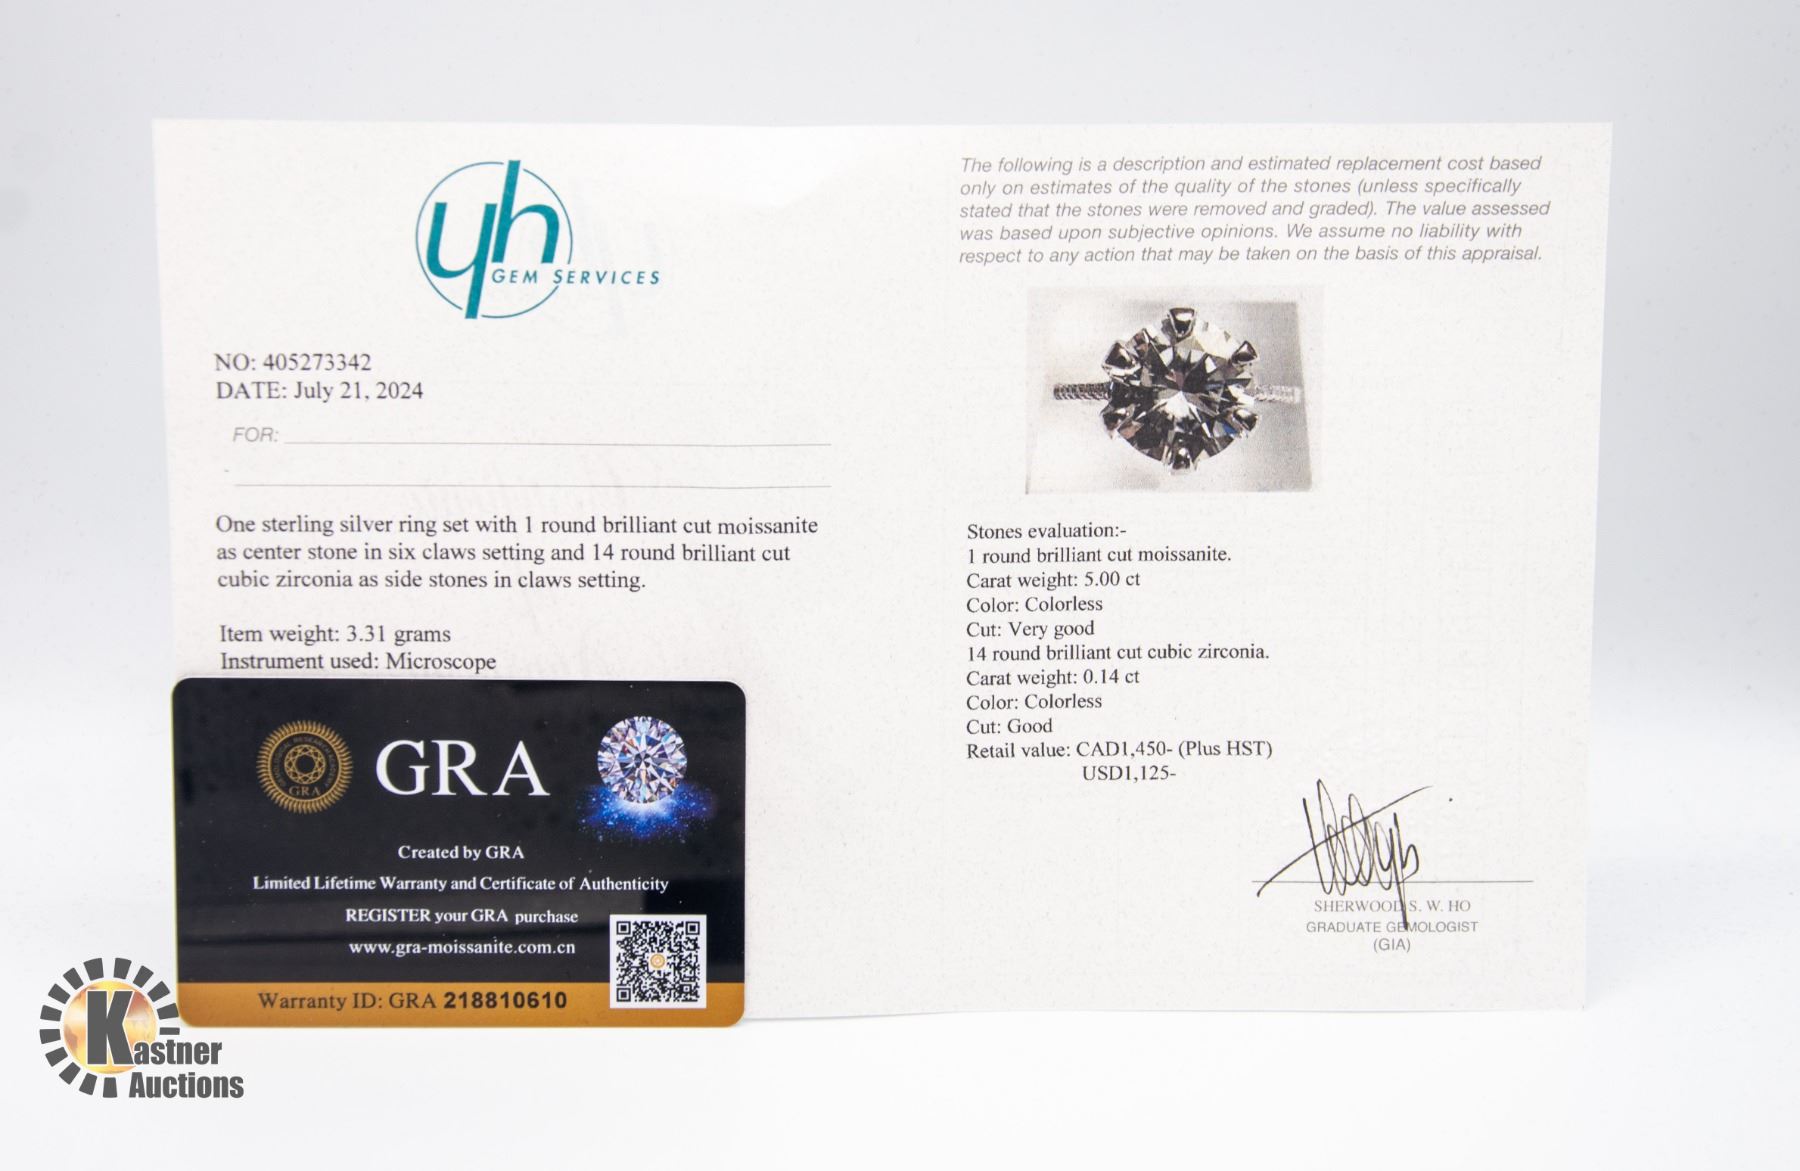 yh
GEM SERVICES
NO: 405273342
DATE: July 21, 2024
FOR:
One sterling silver ring set with 1 round brilliant cut moissanite
as center stone in six claws setting and 14 round brilliant cut
cubic zirconia as side stones in claws setting.
Item weight: 3.31 grams
Instrument used: Microscope
The following is a description and estimated replacement cost based
only on estimates of the quality of the stones (unless specifically
stated that the stones were removed and graded). The value assessed
was based upon subjective opinions. We assume no liability with
respect to any action that may be taken on the basis of this appraisal.
Stones evaluation:-
1 round brilliant cut moissanite.
Carat weight: 5.00 ct
Color: Colorless
Cut: Very good
14 round brilliant cut cubic zirconia.
Carat weight: 0.14 ct
Color: Colorless
Cut: Good
Retail value: CAD1,450- (Plus HST)
USD1,125-
SHERWOOD S. W. HO
GRADUATE GEMOLOGIST
(GIA)
GRA
GRA
Created by GRA
Limited Lifetime Warranty and Certificate of Authenticity
REGISTER your GRA purchase
www.gra-moissanite.com.cn
Warranty ID: GRA 218810610
Kastner
Auctions